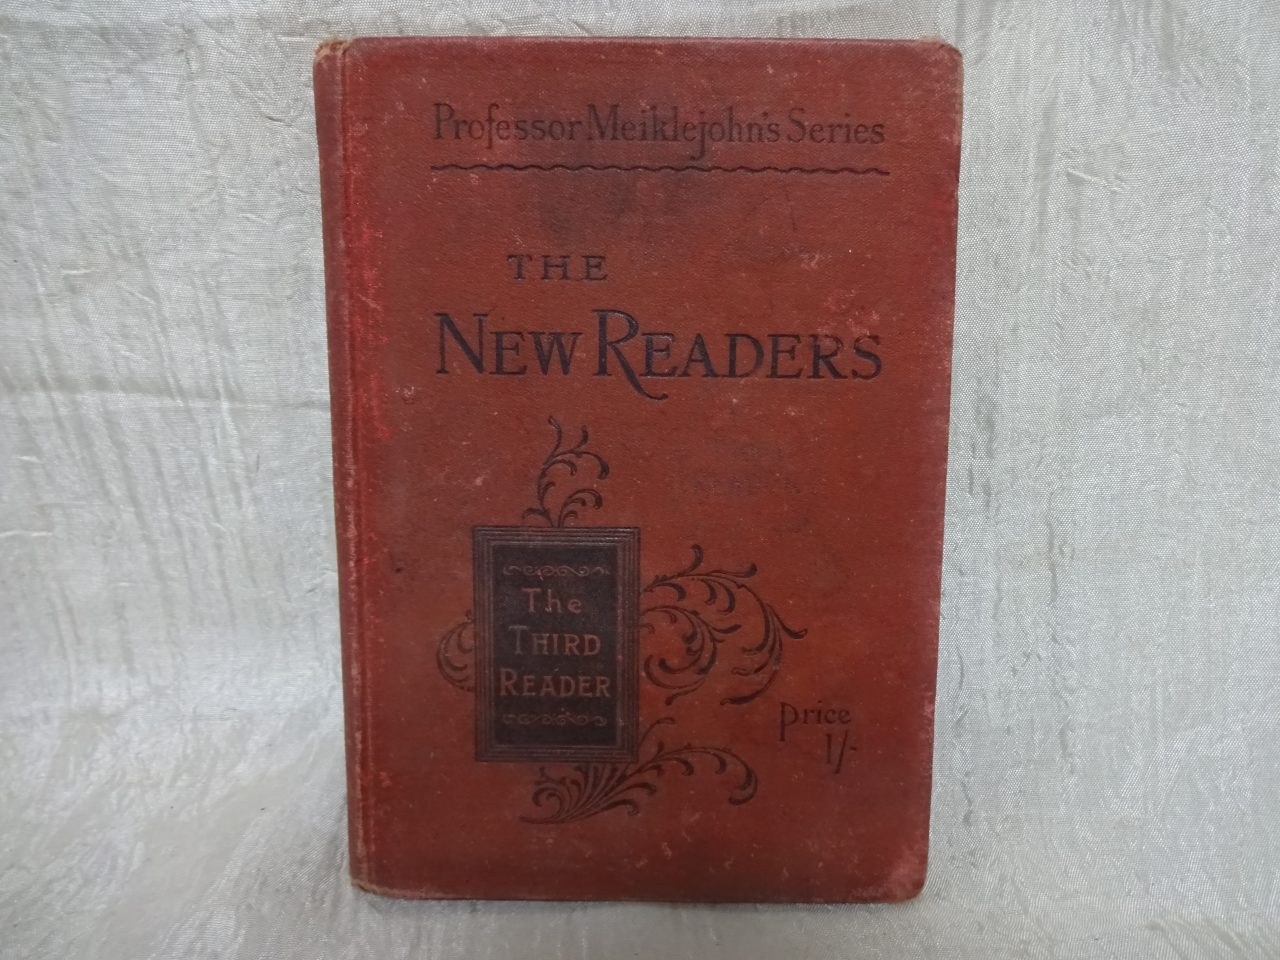 Professor Meiklejohn's Series
THE
NEW READERS
The
THIRD
READER
Price
1/-